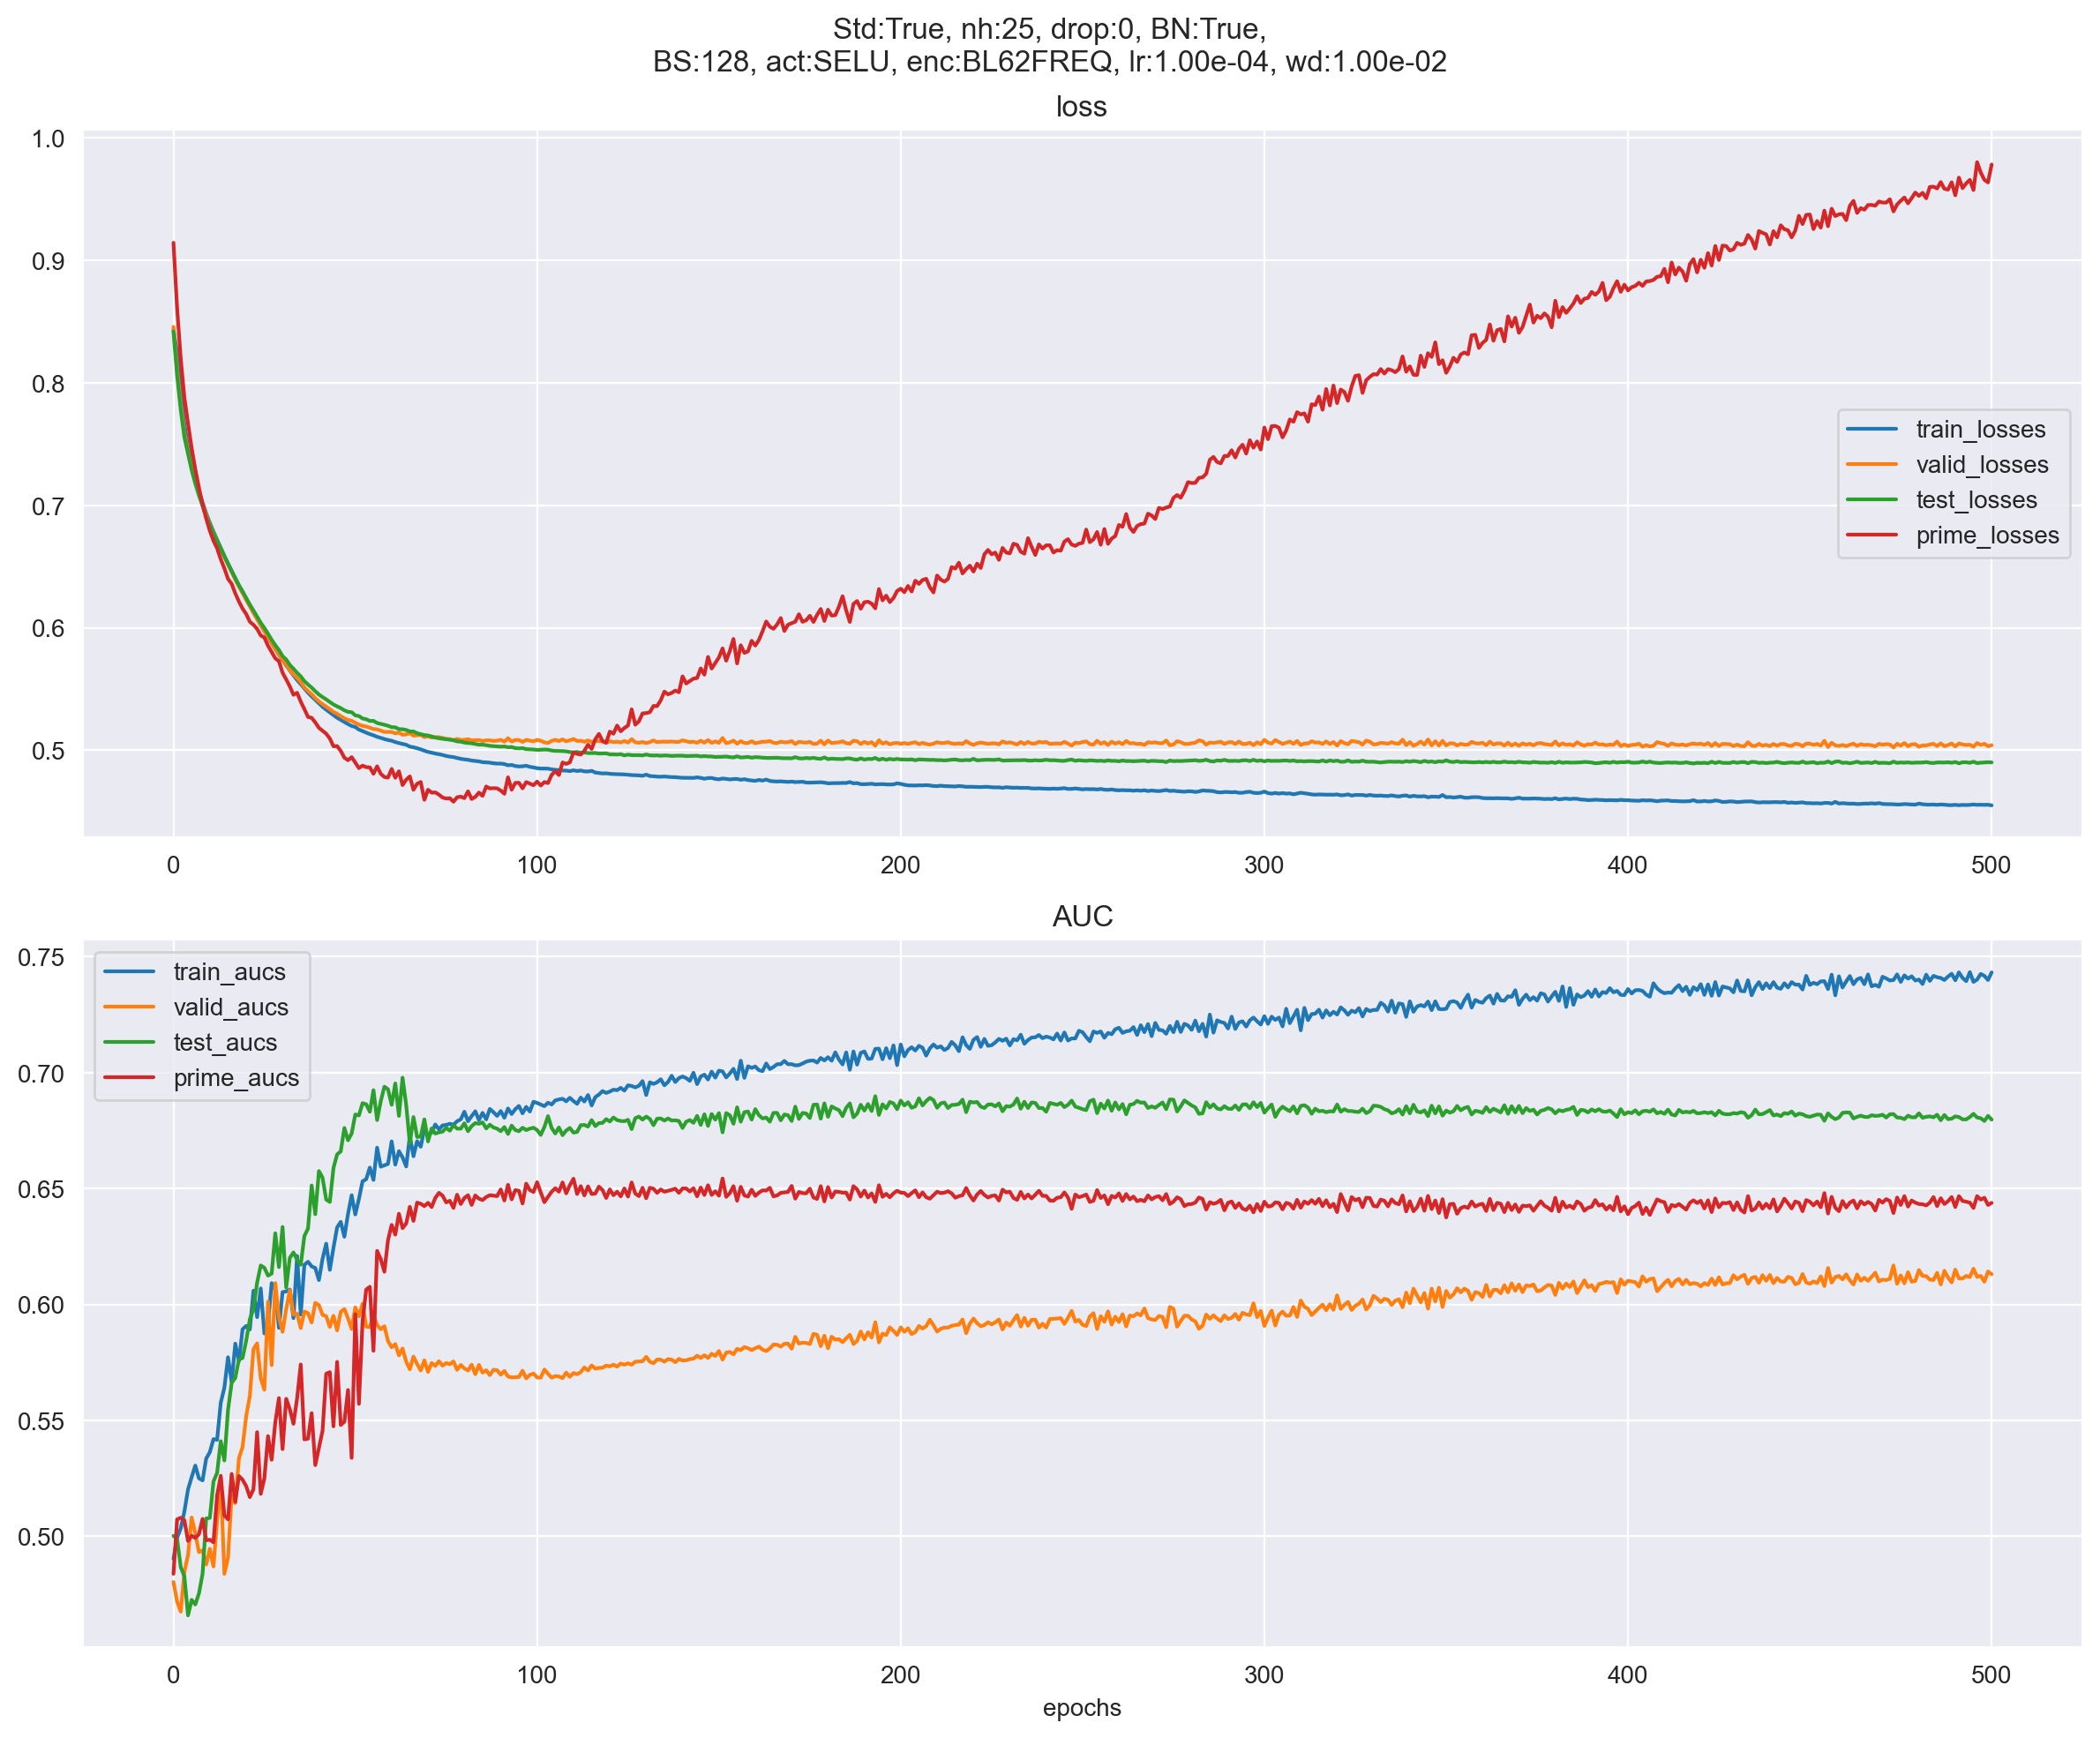 Std:True, nh:25, drop:0, BN:True,
BS:128, act:SELU, enc:BL62FREQ, lr:1.00e-04, wd:1.00e-02
loss
1.0
0.9
0.8
0.7
0.6
0.5
train_losses
valid_losses
test_losses
prime_losses
0 100 200 300 400 500
AUC
0.75
0.70
0.65
0.60
0.55
0.50
train_aucs
valid_aucs
test_aucs
prime_aucs
0 100 200 300 400 500
epochs